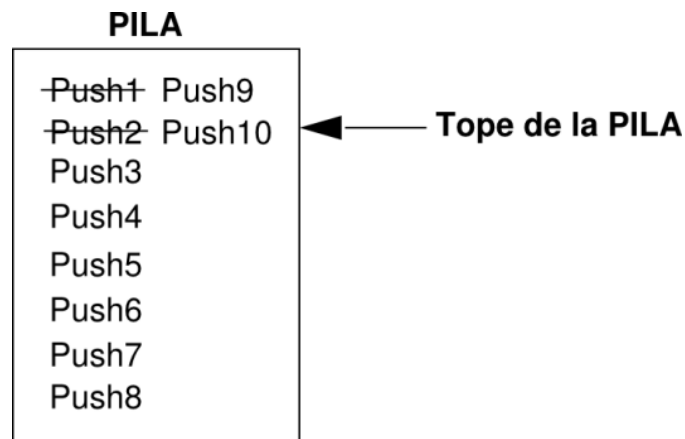 PILA
~~Push1~~ Push9
~~Push2~~ Push10
Tope de la PILA
Push3
Push4
Push5
Push6
Push7
Push8